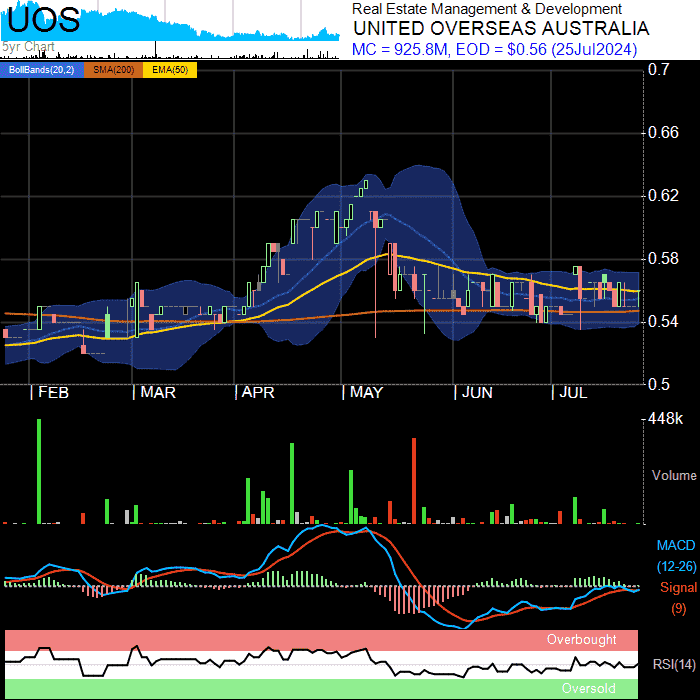 UOS
5yr Chart
Real Estate Management & Development
UNITED OVERSEAS AUSTRALIA
MC = 925.8M, EOD = $0.56 (25Jul2024)
BollBands(20,2) SMA(200) EMA(50)
0.7
0.66
0.62
0.58
0.54
0.5
| FEB | MAR | APR | MAY | JUN | JUL
448k
Volume
MACD
(12-26)
Signal
(9)
Overbought
RSI(14)
Oversold